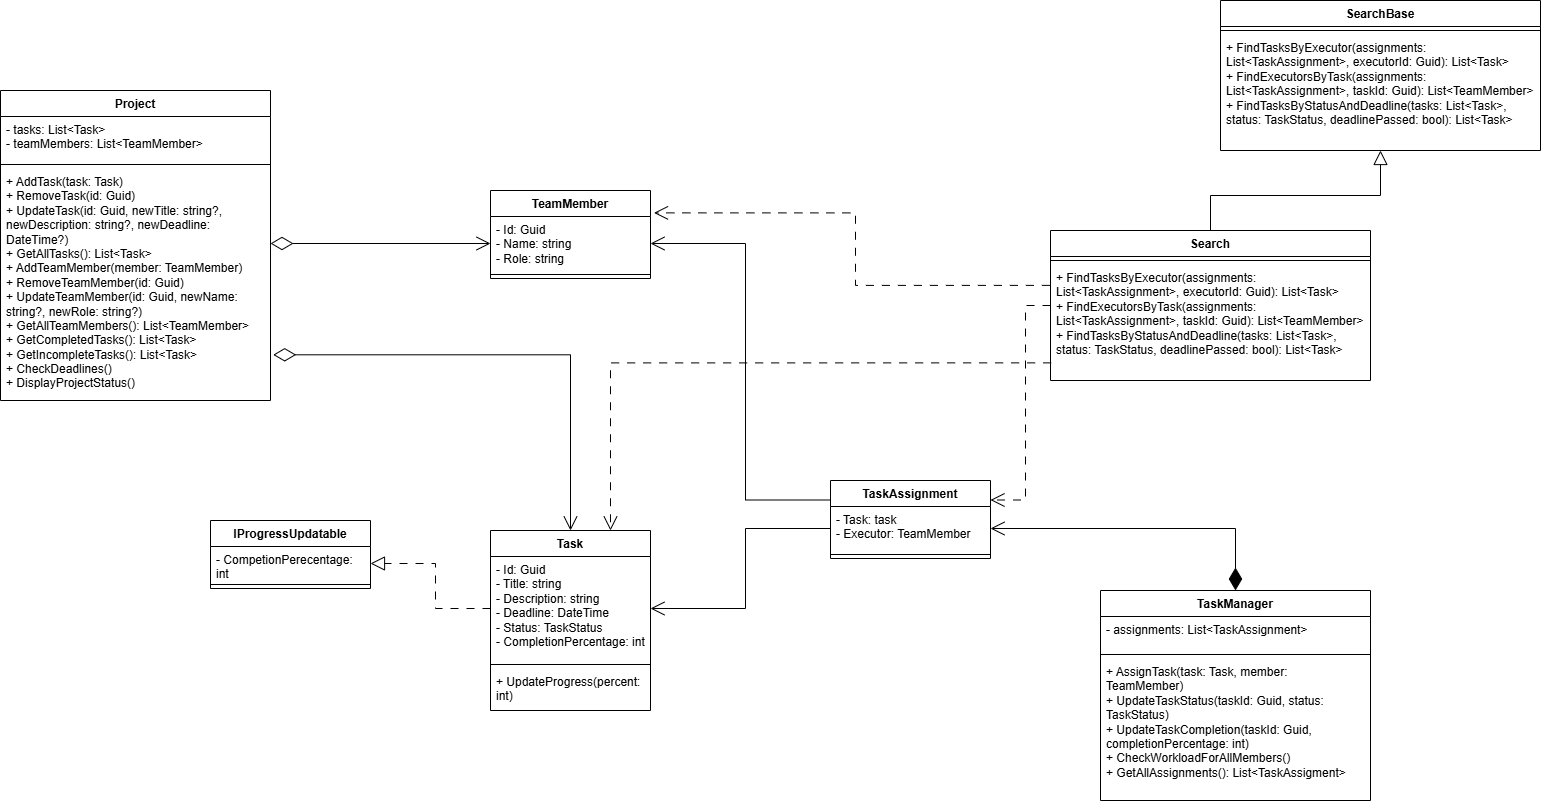 SearchBase
+ FindTasksByExecutor(assignments:
List<TaskAssignment>, executorId: Guid): List<Task>
+ FindExecutorsByTask(assignments:
List<TaskAssignment>, taskId: Guid): List<TeamMember>
+ FindTasksByStatusAndDeadline(tasks: List<Task>,
status: TaskStatus, deadlinePassed: bool): List<Task>
Project
- tasks: List<Task>
- teamMembers: List<TeamMember>
+ AddTask(task: Task)
+ RemoveTask(id: Guid)
+ UpdateTask(id: Guid, newTitle: string?,
newDescription: string?, newDeadline:
DateTime?)
+ GetAllTasks(): List<Task>
+ AddTeamMember(member: TeamMember)
+ RemoveTeamMember(id: Guid)
+ UpdateTeamMember(id: Guid, newName:
string?, newRole: string?)
+ GetAllTeamMembers(): List<TeamMember>
+ GetCompletedTasks(): List<Task>
+ GetIncompleteTasks(): List<Task>
+ CheckDeadlines()
+ DisplayProjectStatus()
TeamMember
- Id: Guid
- Name: string
- Role: string
Search
+ FindTasksByExecutor(assignments:
List<TaskAssignment>, executorId: Guid): List<Task>
+ FindExecutorsByTask(assignments:
List<TaskAssignment>, taskId: Guid): List<TeamMember>
+ FindTasksByStatusAndDeadline(tasks: List<Task>,
status: TaskStatus, deadlinePassed: bool): List<Task>
TaskAssignment
- Task: task
- Executor: TeamMember
IProgressUpdatable
- CompetionPerecentage:
int
Task
- Id: Guid
- Title: string
- Description: string
- Deadline: DateTime
- Status: TaskStatus
- CompletionPercentage: int
+ UpdateProgress(percent:
int)
TaskManager
- assignments: List<TaskAssignment>
+ AssignTask(task: Task, member:
TeamMember)
+ UpdateTaskStatus(taskId: Guid, status:
TaskStatus)
+ UpdateTaskCompletion(taskId: Guid,
completionPercentage: int)
+ CheckWorkloadForAllMembers()
+ GetAllAssignments(): List<TaskAssigment>